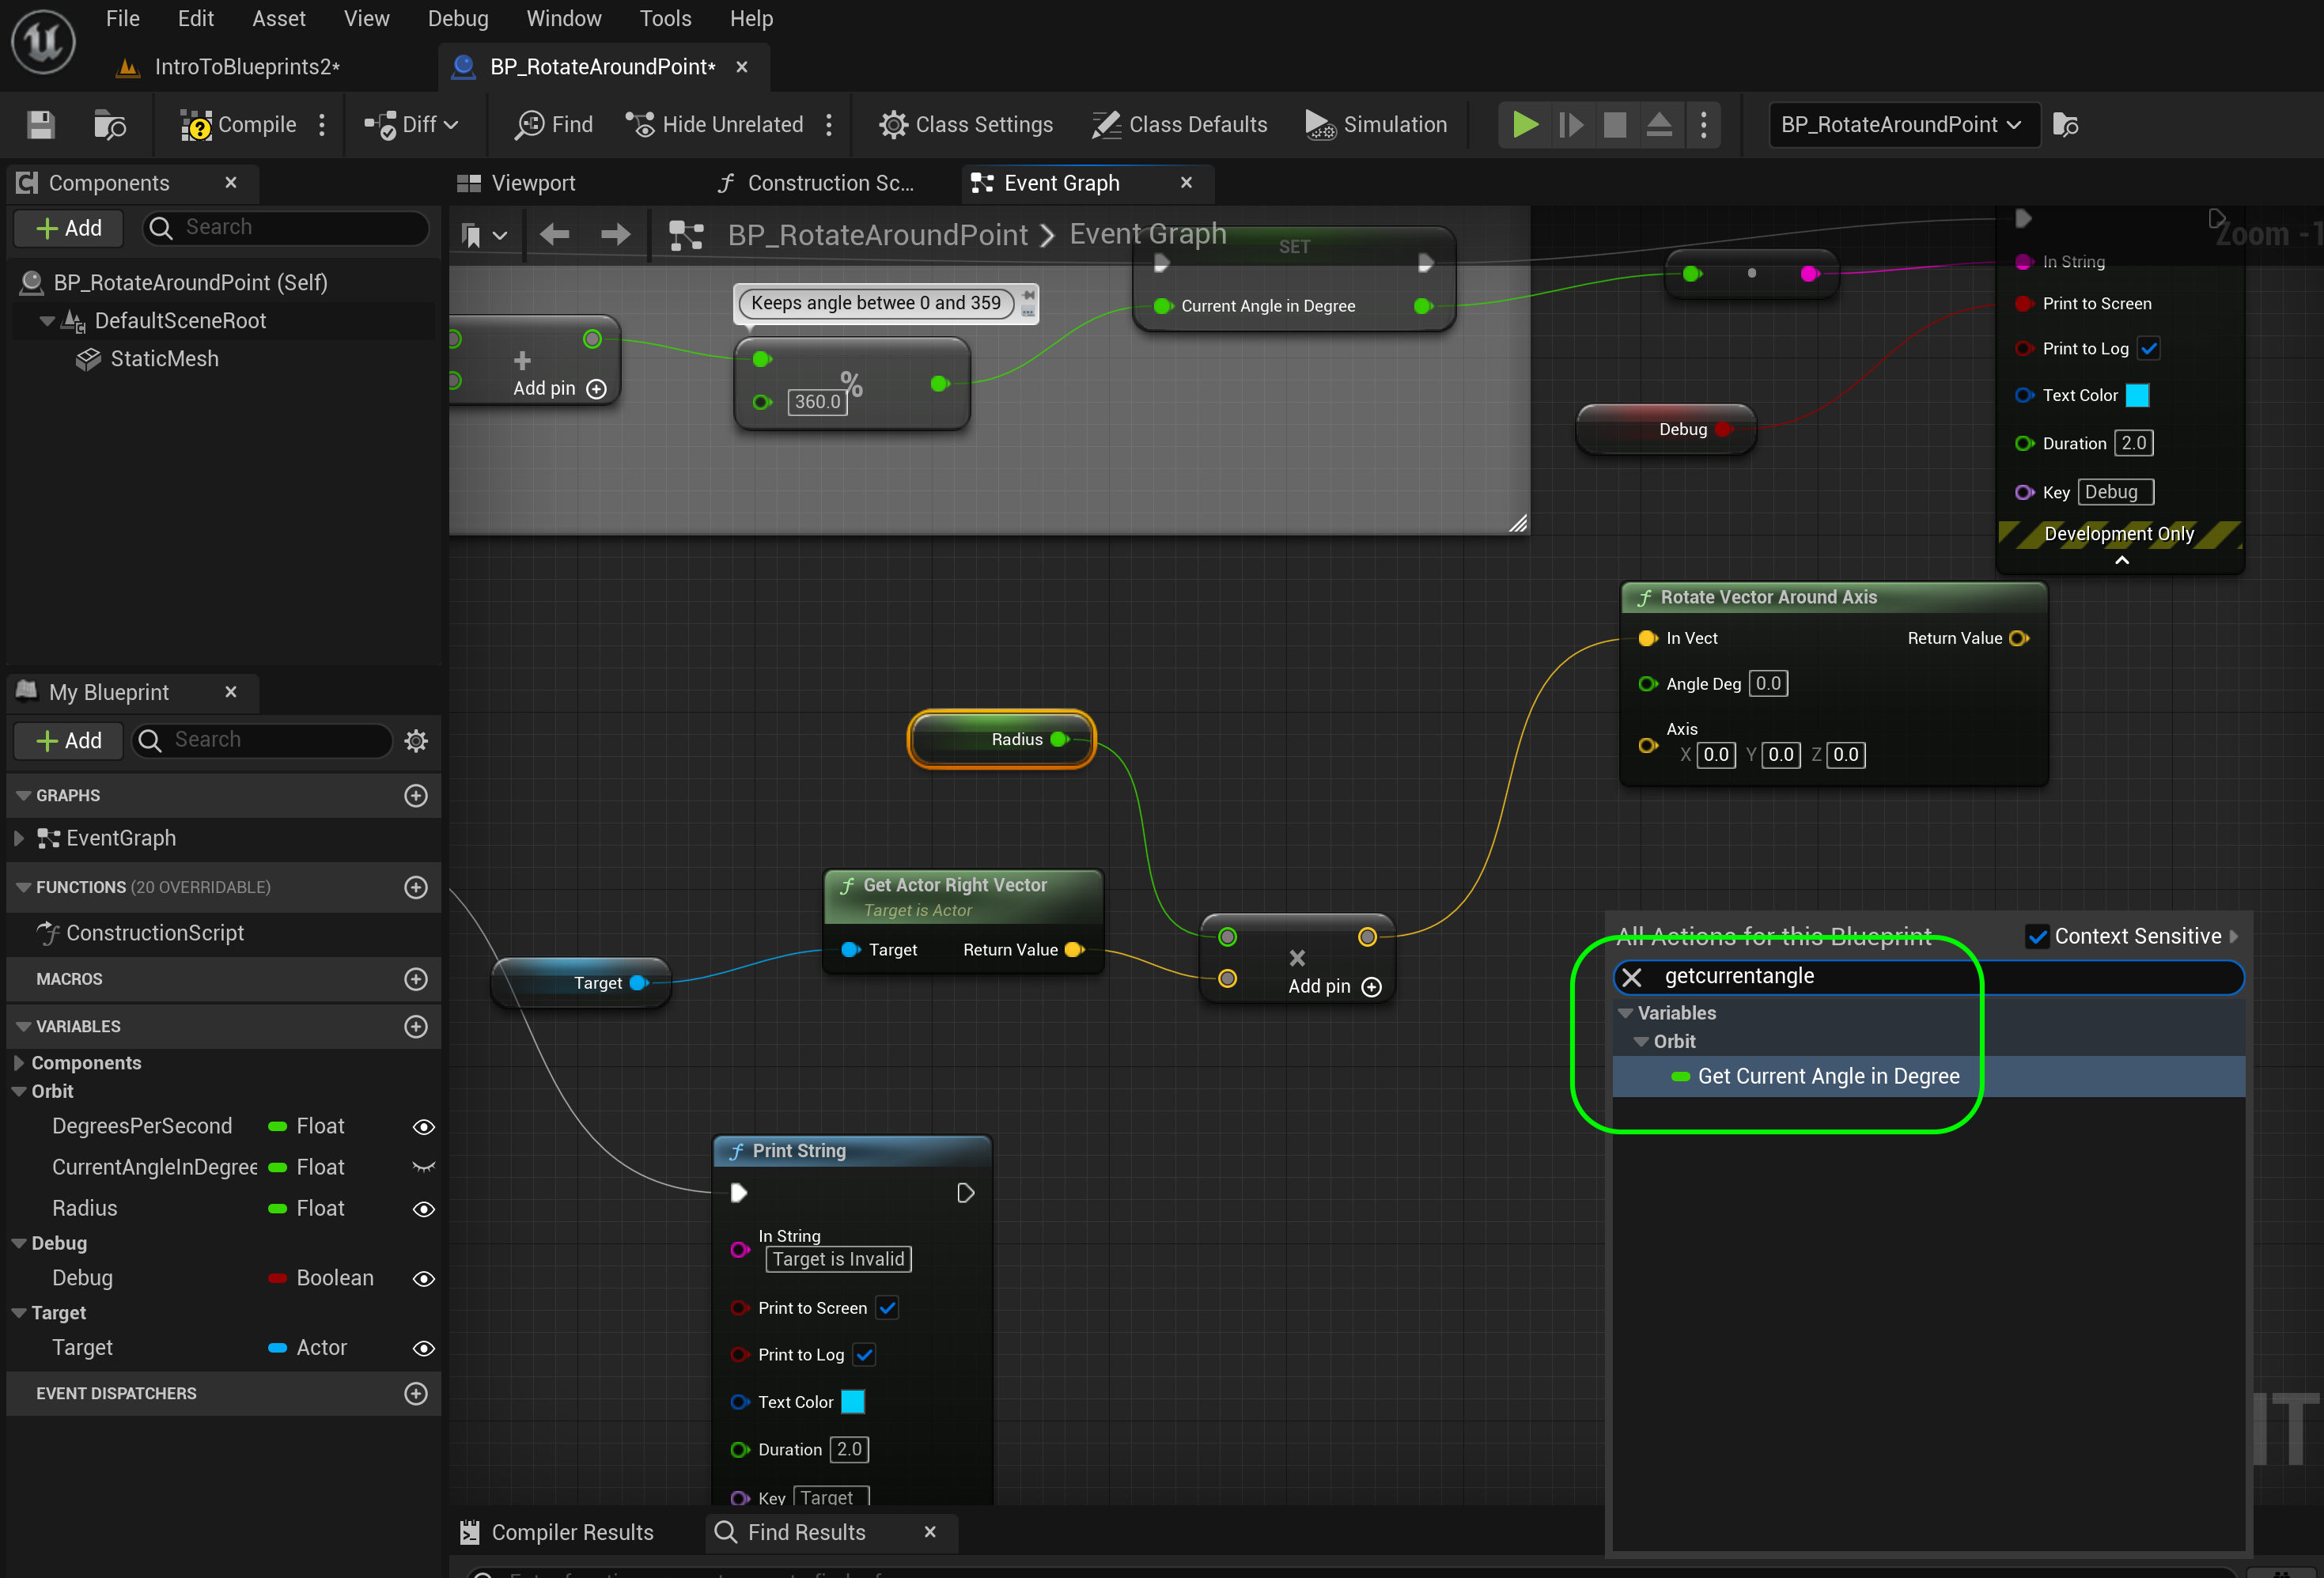 File Edit Asset View Debug Window Tools Help
IntroToBlueprints2*
BP_RotateAroundPoint*
Compile Diff Find Hide Unrelated Class Settings Class Defaults Simulation BP_RotateAroundPoint
Components
Add Search
BP_RotateAroundPoint (Self)
DefaultSceneRoot
StaticMesh
My Blueprint
Add Search
GRAPHS
EventGraph
FUNCTIONS (20 OVERRIDABLE)
ConstructionScript
MACROS
VARIABLES
Components
Orbit
DegreesPerSecond Float
CurrentAngleInDegree Float
Radius Float
Debug
Debug Boolean
Target
Target Actor
EVENT DISPATCHERS
Viewport Construction Sc... Event Graph
BP_RotateAroundPoint > Event Graph
Zoom -1
SET
Current Angle in Degree
Keeps angle betwee 0 and 359
+
Add pin
%
360.0
In String
Print to Screen
Print to Log
Text Color
Duration 2.0
Key Debug
Development Only
Debug
Rotate Vector Around Axis
In Vect Return Value
Angle Deg 0.0
Axis
X 0.0 Y 0.0 Z 0.0
Radius
Get Actor Right Vector
Target is Actor
Target Return Value
Target
Add pin
Print String
In String
Target is Invalid
Print to Screen
Print to Log
Text Color
Duration 2.0
Key Target
All Actions for this Blueprint Context Sensitive
getcurrentangle
Variables
Orbit
Get Current Angle in Degree
Compiler Results Find Results